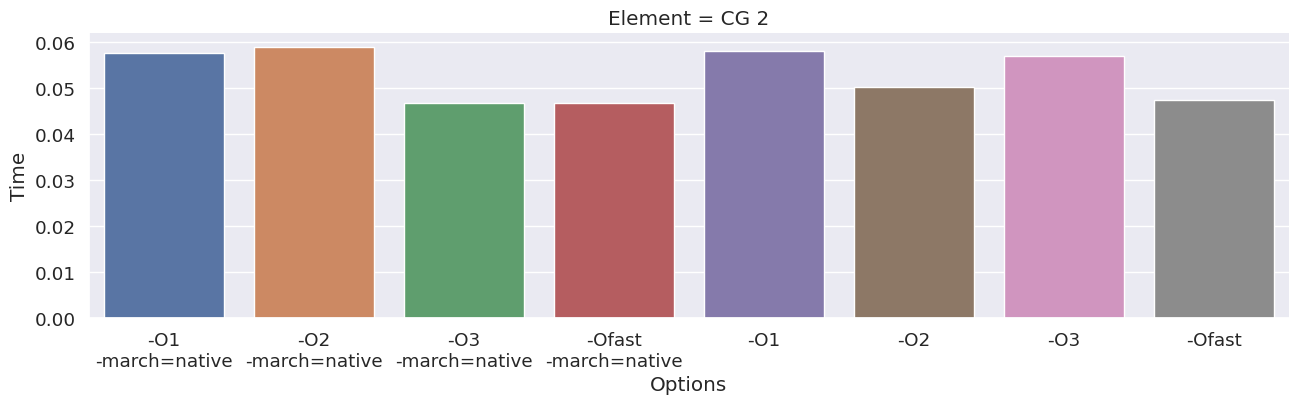 Element = CG 2
Time
0.06
0.05
0.04
0.03
0.02
0.01
0.00
-O1
-march=native
-O2
-march=native
-O3
-march=native
-Ofast
-march=native
-O1
-O2
-O3
-Ofast
Options